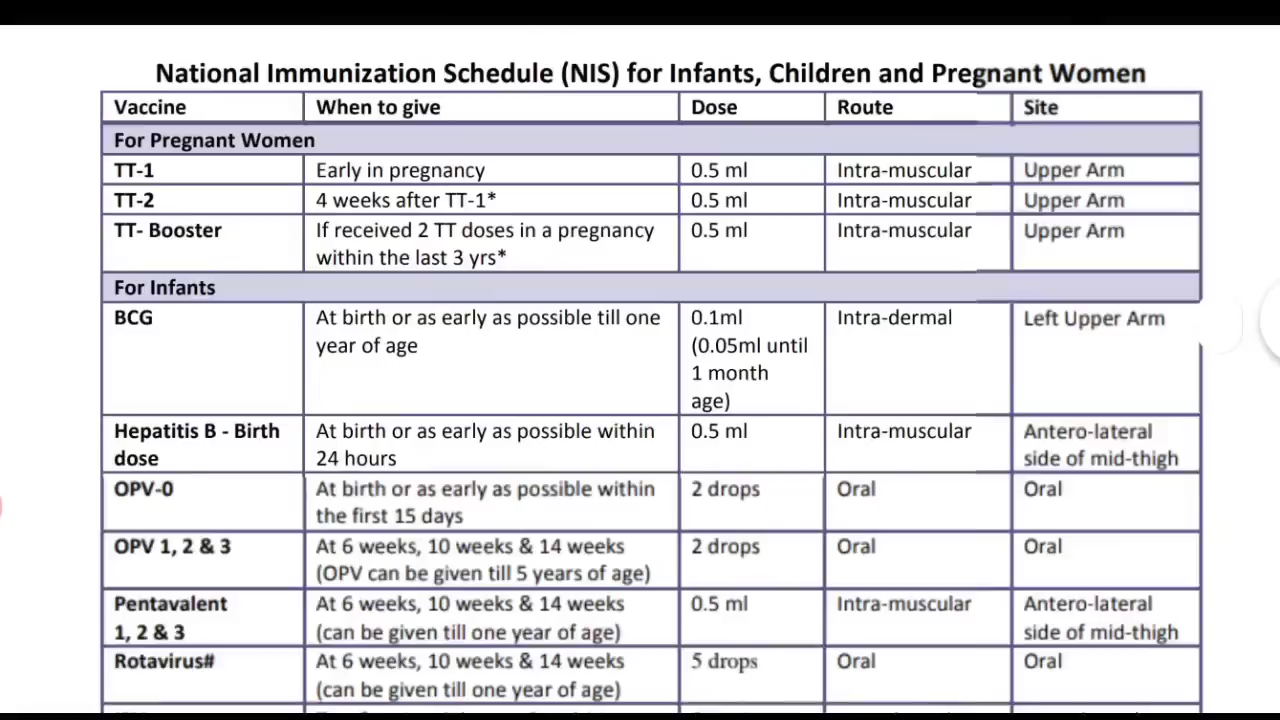 National Immunization Schedule (NIS) for Infants, Children and Pregnant Women
Vaccine When to give Dose Route Site
For Pregnant Women
TT-1 Early in pregnancy 0.5 ml Intra-muscular Upper Arm
TT-2 4 weeks after TT-1* 0.5 ml Intra-muscular Upper Arm
TT- Booster If received 2 TT doses in a pregnancy 0.5 ml Intra-muscular Upper Arm
within the last 3 yrs*
For Infants
BCG At birth or as early as possible till one 0.1ml Intra-dermal Left Upper Arm
year of age (0.05ml until
1 month
age)
Hepatitis B - Birth At birth or as early as possible within 0.5 ml Intra-muscular Antero-lateral
dose 24 hours side of mid-thigh
OPV-0 At birth or as early as possible within 2 drops Oral Oral
the first 15 days
OPV 1, 2 & 3 At 6 weeks, 10 weeks & 14 weeks 2 drops Oral Oral
(OPV can be given till 5 years of age)
Pentavalent At 6 weeks, 10 weeks & 14 weeks 0.5 ml Intra-muscular Antero-lateral
1, 2 & 3 (can be given till one year of age) side of mid-thigh
Rotavirus# At 6 weeks, 10 weeks & 14 weeks 5 drops Oral Oral
(can be given till one year of age)